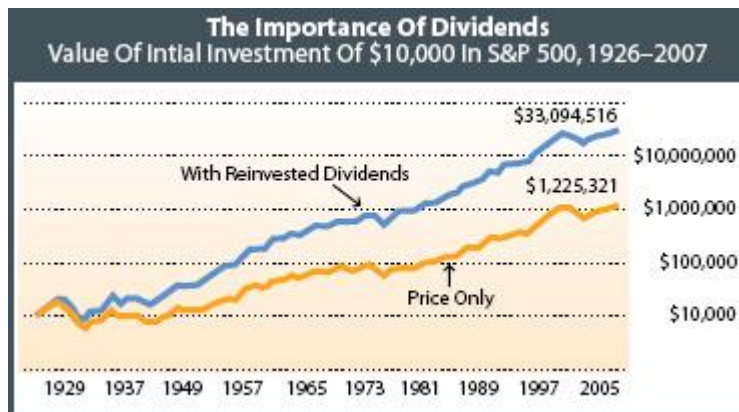 The Importance Of Dividends
Value Of Intial Investment Of $10,000 In S&P 500, 1926–2007
$33,094,516
$10,000,000
With Reinvested Dividends
$1,225,321
$1,000,000
$100,000
Price Only
$10,000
1929 1937 1949 1957 1965 1973 1981 1989 1997 2005